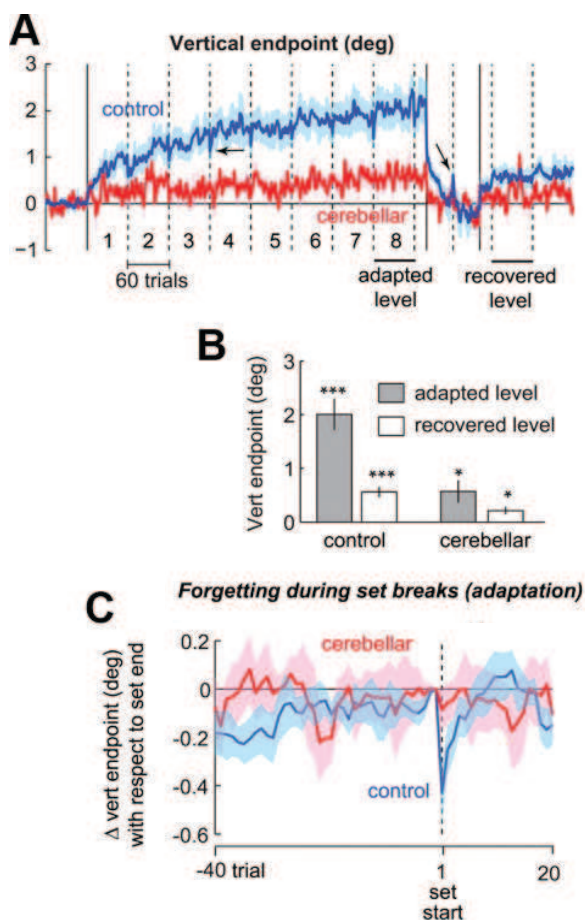 A
Vertical endpoint (deg)
3
2
1
0
−1
control
cerebellar
1 2 3 4 5 6 7 8
60 trials
adapted
level
recovered
level
B
Vert endpoint (deg)
3
2
1
0
***
***
*
*
adapted level
recovered level
control
cerebellar
C
Forgetting during set breaks (adaptation)
Δ vert endpoint (deg)
with respect to set end
0.2
0
-0.2
-0.4
-0.6
cerebellar
control
-40 trial
1
20
set
start